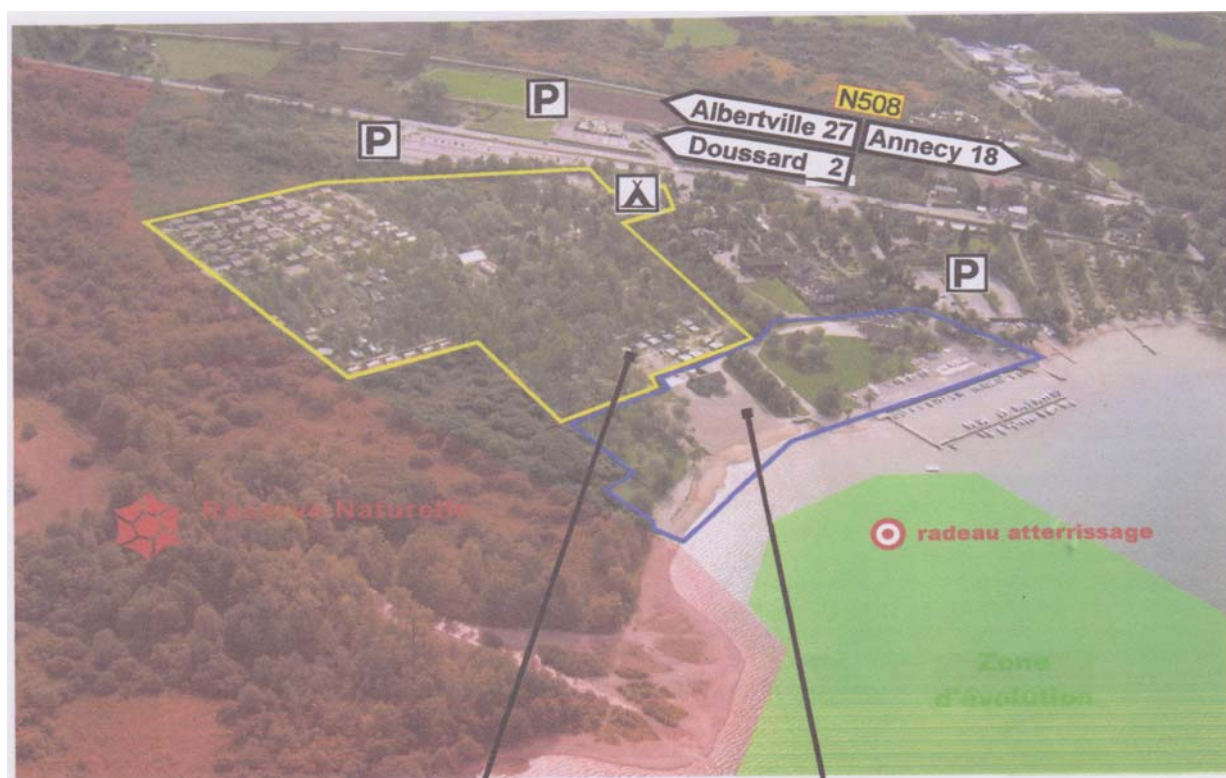 P
P
N508
Albertville 27
Annecy 18
Doussard 2
P
Réserve Naturelle
radeau atterrissage
Zone
d'évolution